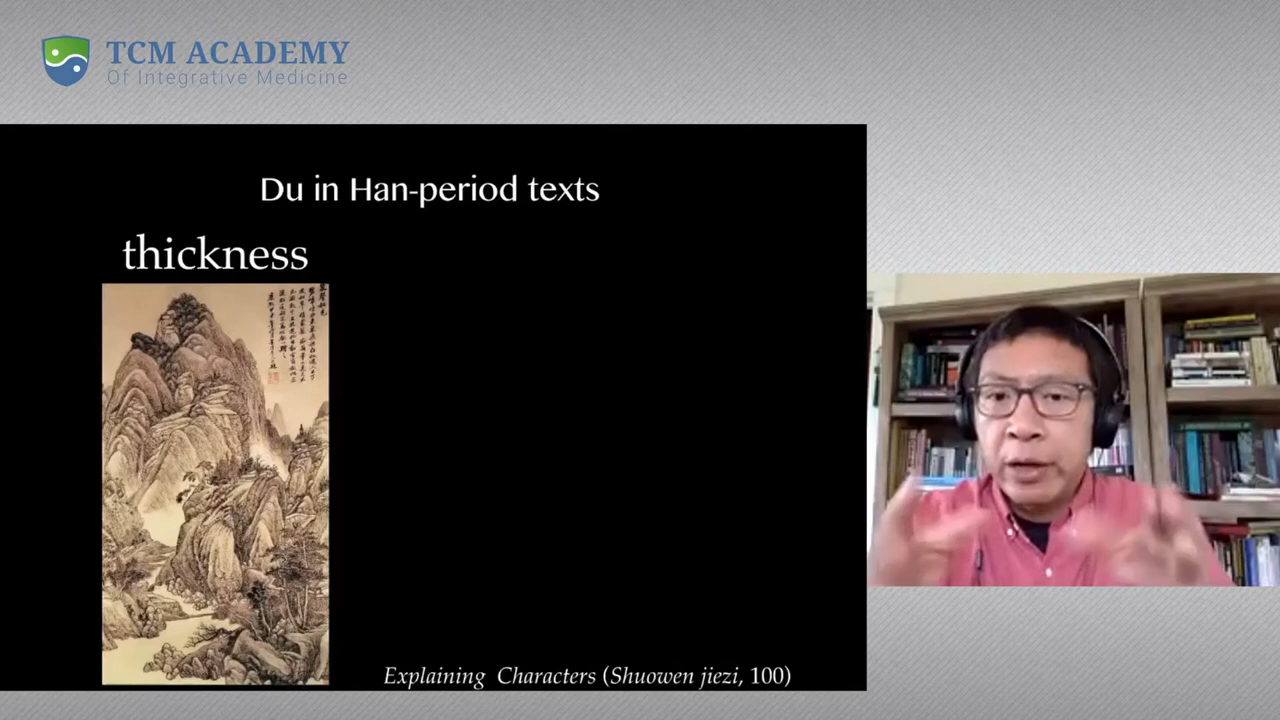 TCM ACADEMY
Of Integrative Medicine
Du in Han-period texts
thickness
Explaining Characters (Shuowen jiezi, 100)